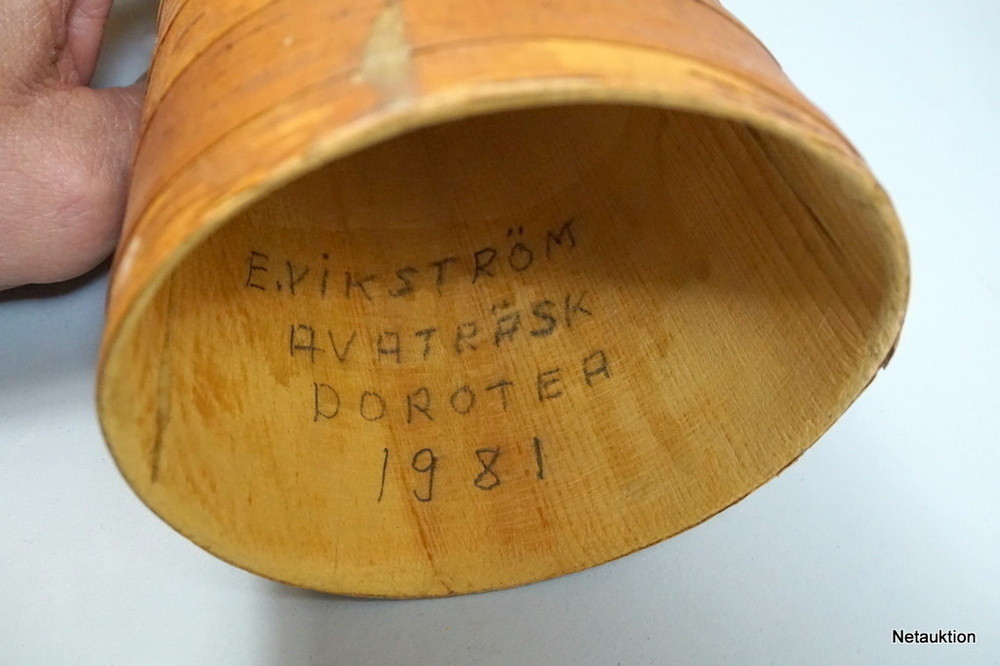 E.VIKSTRÖM
AVATRÄSK
DOROTEA
1981
Netauktion